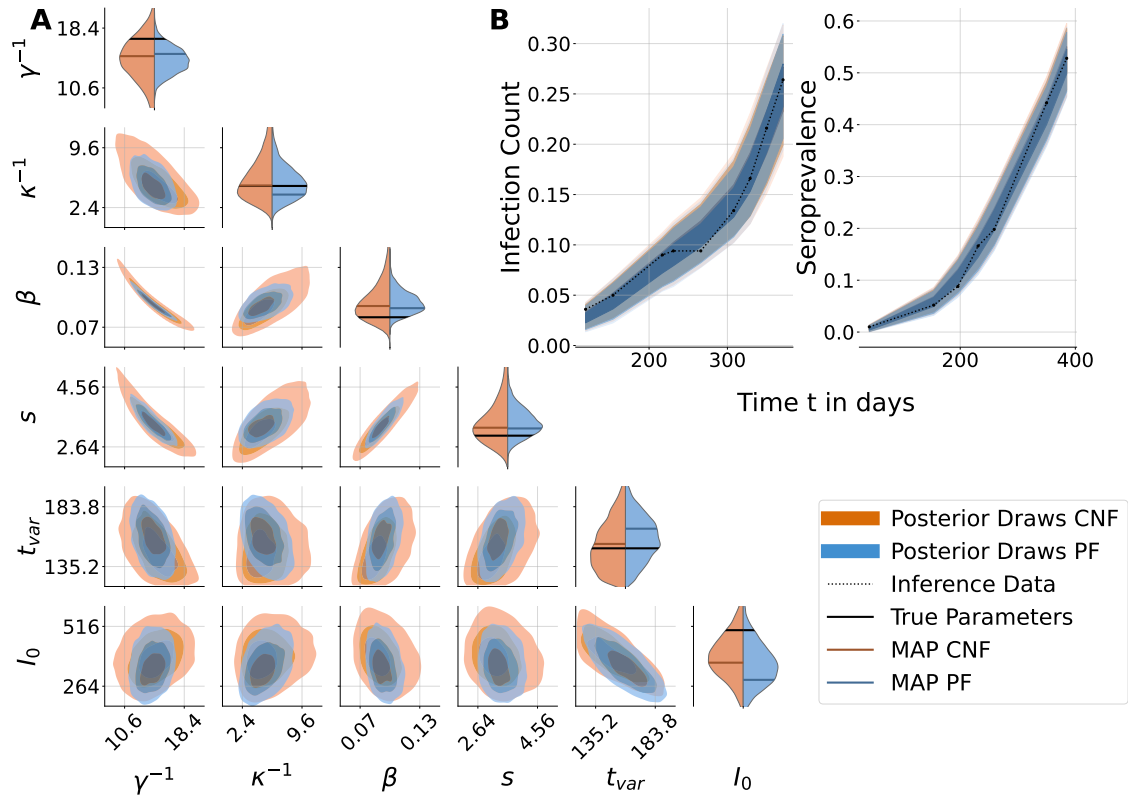 A
γ⁻¹
18.4
10.6
κ⁻¹
9.6
2.4
β
0.13
0.07
s
4.56
2.64
t_var
183.8
135.2
I₀
516
264
10.6 18.4 2.4 9.6 0.07 0.13 2.64 4.56 135.2 183.8
γ⁻¹ κ⁻¹ β s t_var I₀
B
Infection Count
0.30
0.25
0.20
0.15
0.10
0.05
0.00
200 300
Seroprevalence
0.6
0.5
0.4
0.3
0.2
0.1
0.0
200 400
Time t in days
Posterior Draws CNF
Posterior Draws PF
Inference Data
True Parameters
MAP CNF
MAP PF